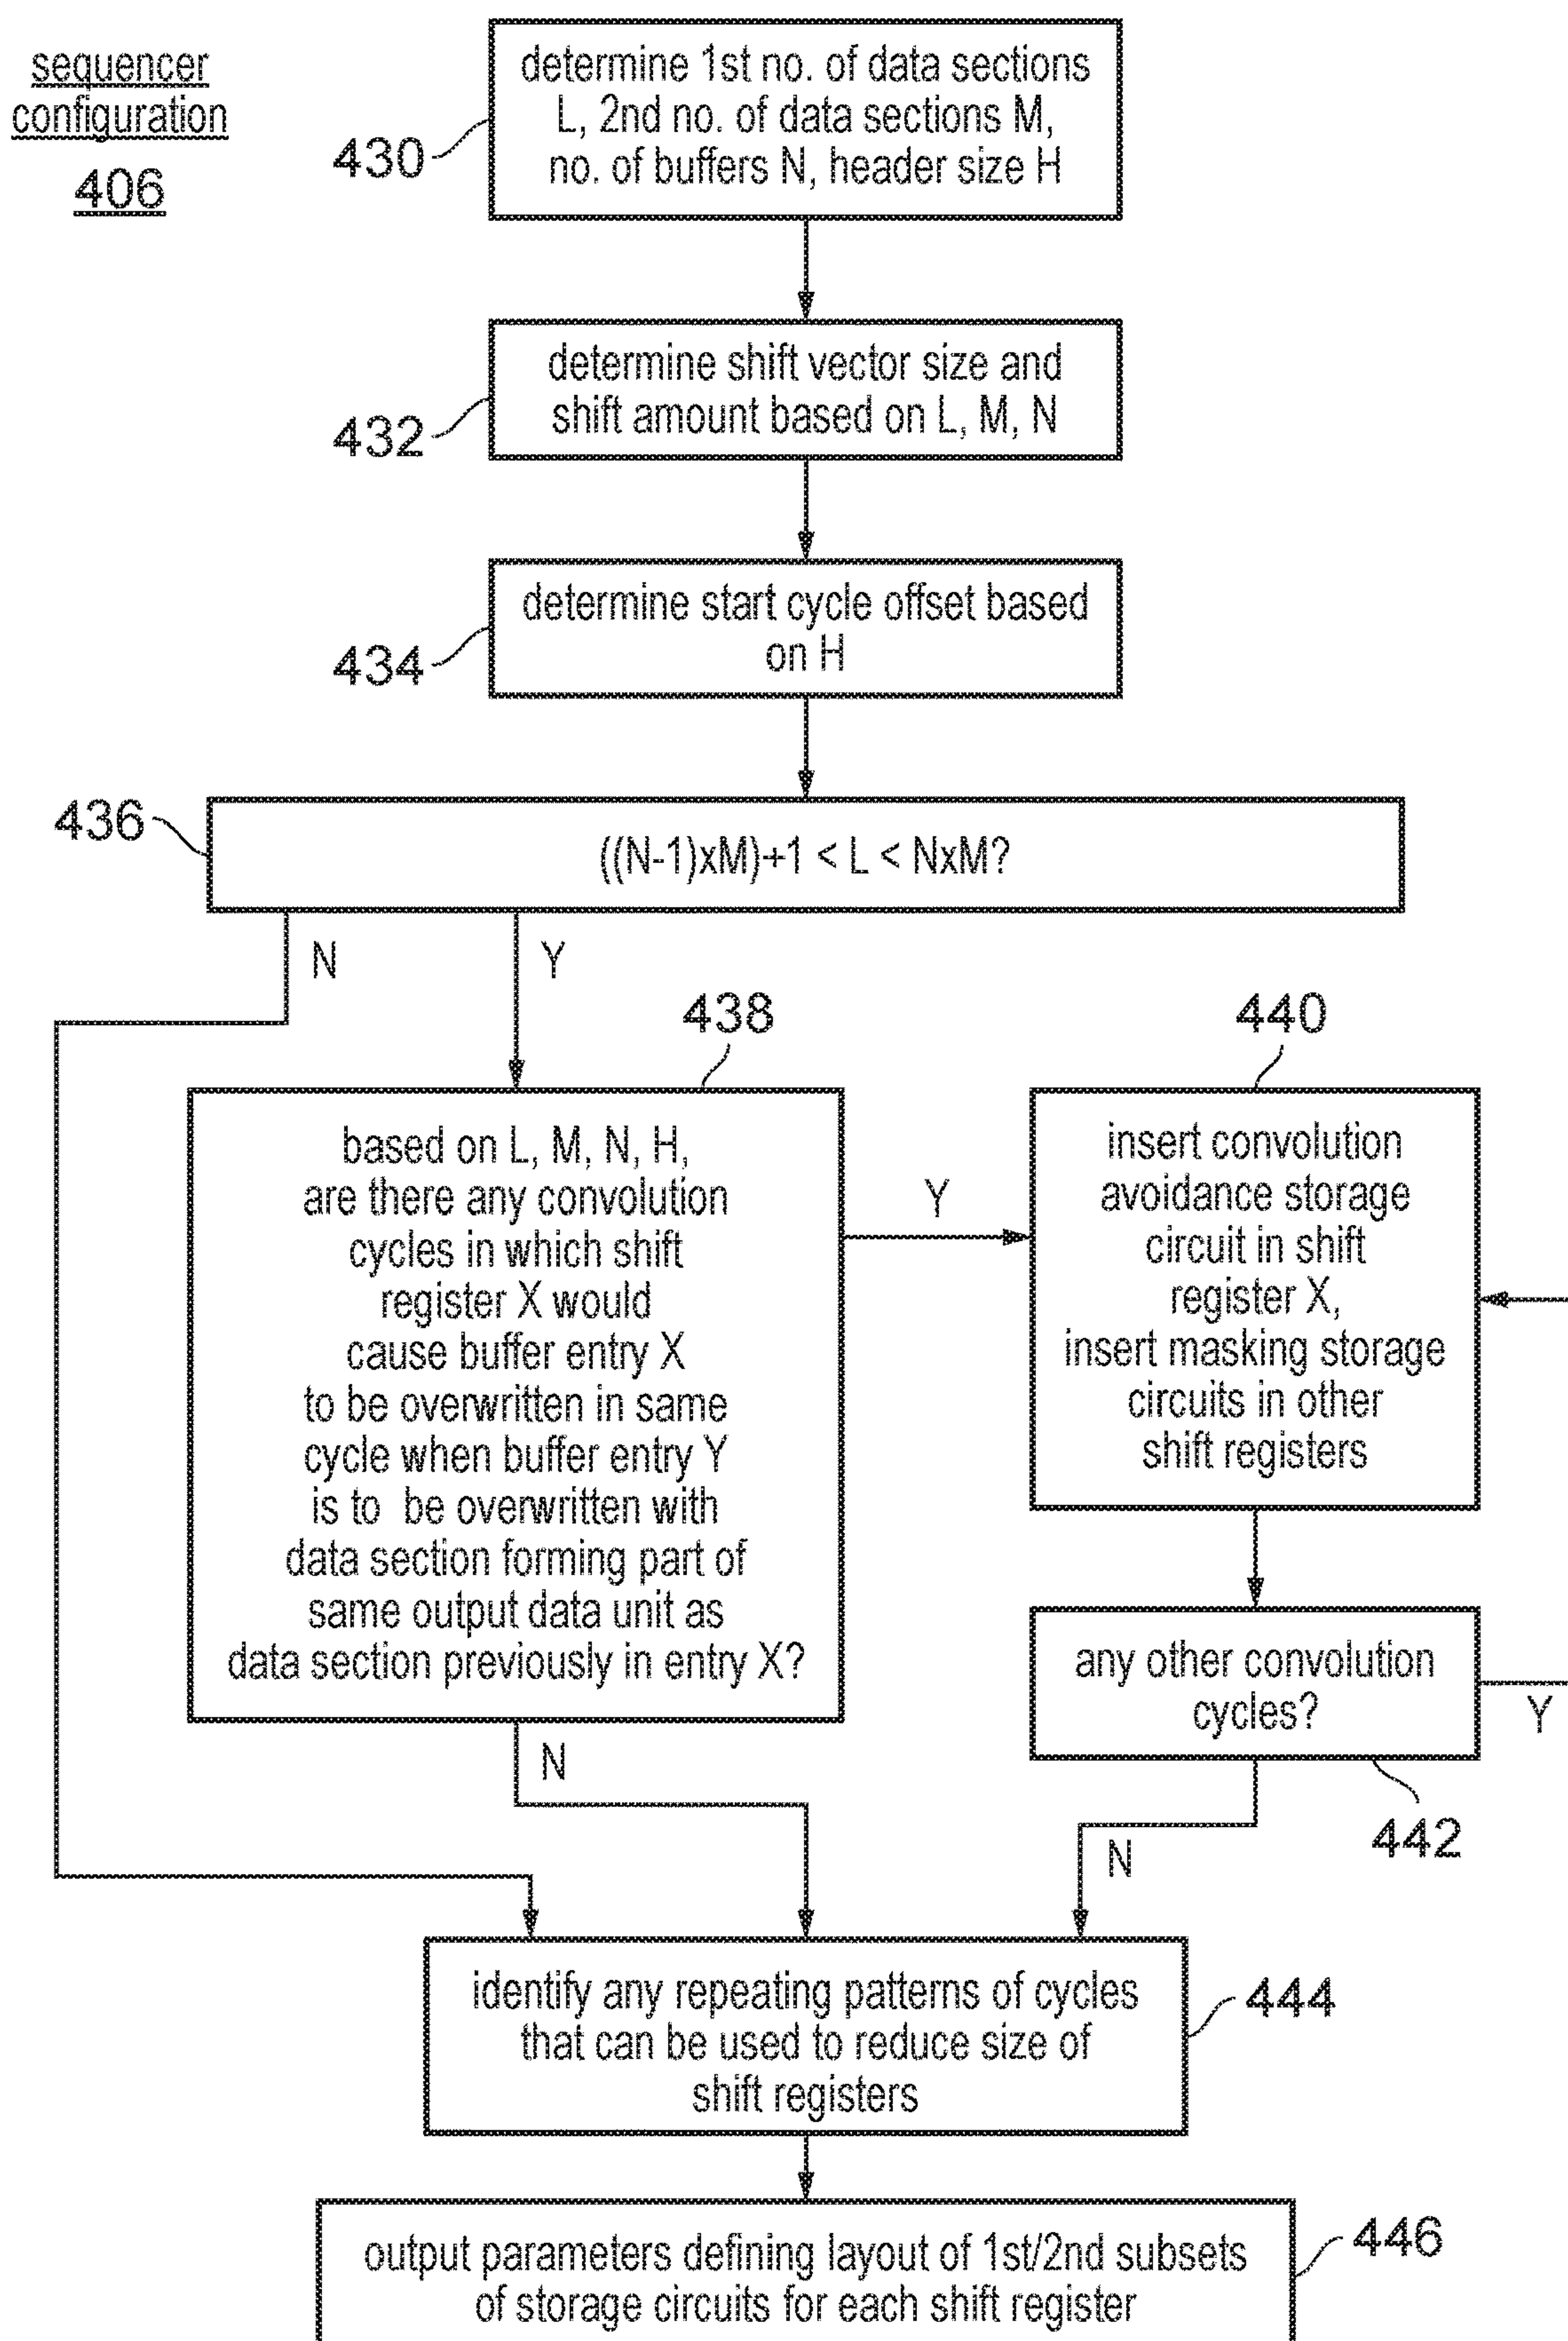 sequencer
configuration
406
determine 1st no. of data sections
L, 2nd no. of data sections M,
no. of buffers N, header size H
430
determine shift vector size and
shift amount based on L, M, N
432
determine start cycle offset based
on H
434
436
((N-1)xM)+1 < L < NxM?
N
Y
438
440
based on L, M, N, H,
are there any convolution
cycles in which shift
register X would
cause buffer entry X
to be overwritten in same
cycle when buffer entry Y
is to be overwritten with
data section forming part of
same output data unit as
data section previously in entry X?
Y
insert convolution
avoidance storage
circuit in shift
register X,
insert masking storage
circuits in other
shift registers
any other convolution
cycles?
Y
N
442
N
identify any repeating patterns of cycles
that can be used to reduce size of
shift registers
444
output parameters defining layout of 1st/2nd subsets
of storage circuits for each shift register
446